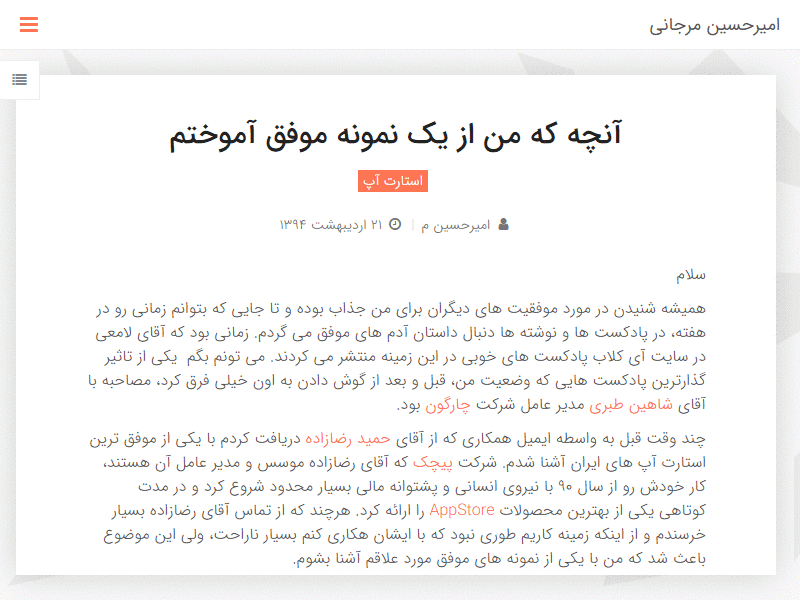 امیرحسین مرجانی
آنچه که من از یک نمونه موفق آموختم
استارت آپ
امیرحسین م | ۲۱ اردیبهشت ۱۳۹۴
سلام
همیشه شنیدن در مورد موفقیت های دیگران برای من جذاب بوده و تا جایی که بتوانم زمانی رو در
هفته، در پادکست ها و نوشته ها دنبال داستان آدم های موفق می گردم. زمانی بود که آقای لامعی
در سایت آی کلاب پادکست های خوبی در این زمینه منتشر می کردند. می تونم بگم یکی از تاثیر
گذارترین پادکست هایی که وضعیت من، قبل و بعد از گوش دادن به اون خیلی فرق کرد، مصاحبه با
آقای شاهین طبری مدیر عامل شرکت چارگون بود.
چند وقت قبل به واسطه ایمیل همکاری که از آقای حمید رضازاده دریافت کردم با یکی از موفق ترین
استارت آپ های ایران آشنا شدم. شرکت پیچک که آقای رضازاده موسس و مدیر عامل آن هستند،
کار خودش رو از سال ۹۰ با نیروی انسانی و پشتوانه مالی بسیار محدود شروع کرد و در مدت
کوتاهی یکی از بهترین محصولات AppStore را ارائه کرد. هرچند که از تماس آقای رضازاده بسیار
خرسندم و از اینکه زمینه کاریم طوری نبود که با ایشان هکاری کنم بسیار ناراحت، ولی این موضوع
باعث شد که من با یکی از نمونه های موفق مورد علاقم آشنا بشوم.